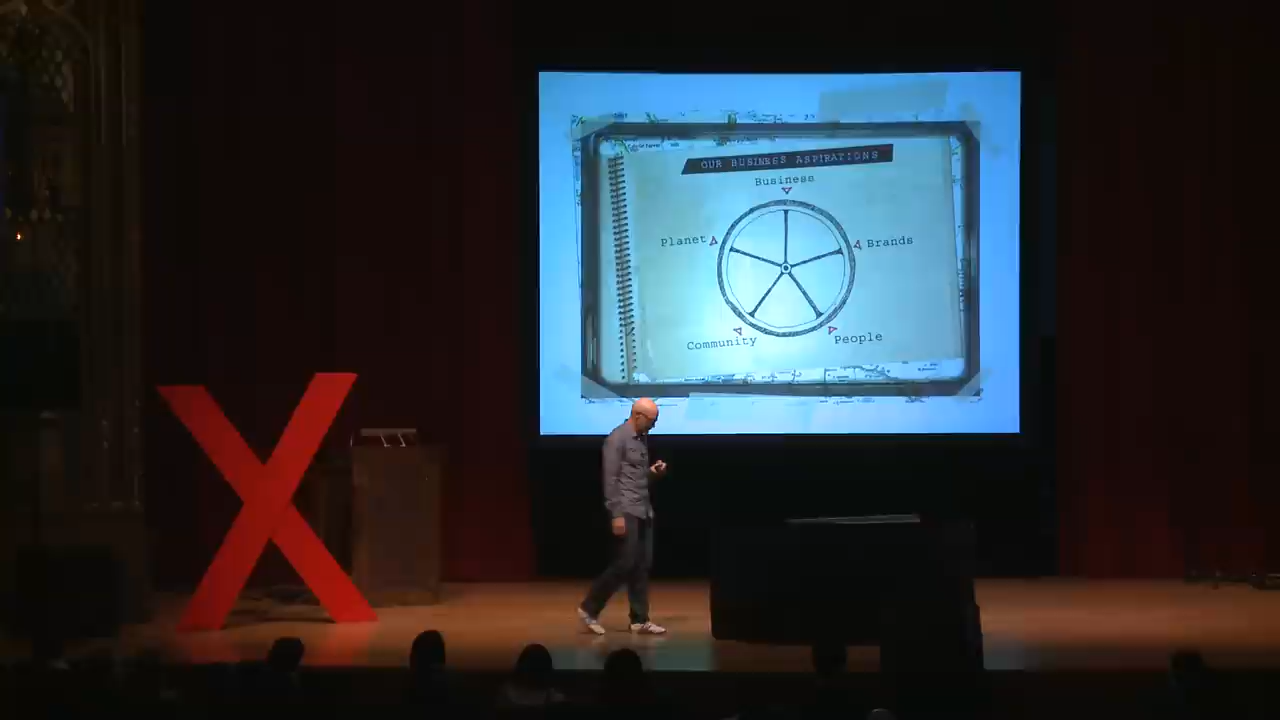 OUR BUSINESS ASPIRATIONS
Business
Planet
Brands
Community
People
X